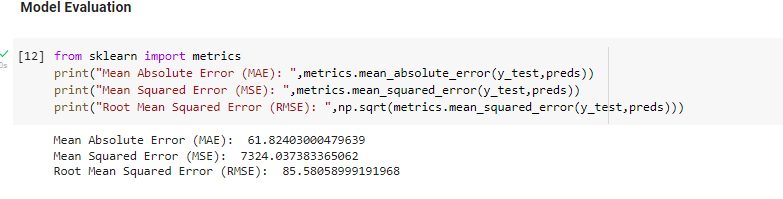 Model Evaluation
[12] from sklearn import metrics
print("Mean Absolute Error (MAE): ",metrics.mean_absolute_error(y_test,preds))
print("Mean Squared Error (MSE): ",metrics.mean_squared_error(y_test,preds))
print("Root Mean Squared Error (RMSE): ",np.sqrt(metrics.mean_squared_error(y_test,preds)))
Mean Absolute Error (MAE):  61.82403000479639
Mean Squared Error (MSE):  7324.037383365062
Root Mean Squared Error (RMSE):  85.58058999191968